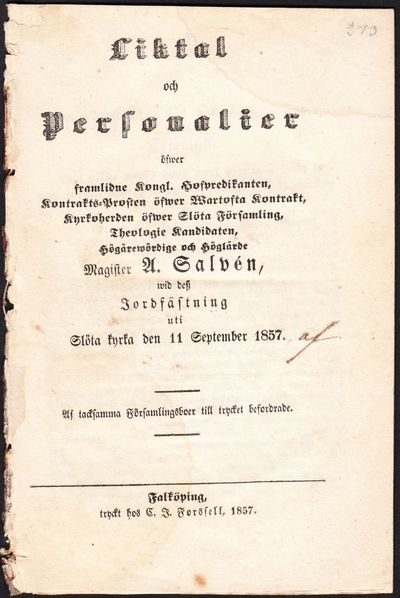 273
Liktal
och
Personalier
öfwer
framlidne Kongl. Hofpredikanten,
Kontrakts-Prosten öfwer Wartofta Kontrakt,
Kyrkoherden öfwer Slöta Församling,
Theologie Kandidaten,
Högärewördige och Höglärde
Magister A. Salvén,
wid deß
Jordfästning
uti
Slöta kyrka den 11 September 1857. af
Af tacksamma Församlingsboer till trycket befordrade.
Falköping,
tryckt hos C. J. Forssell, 1857.